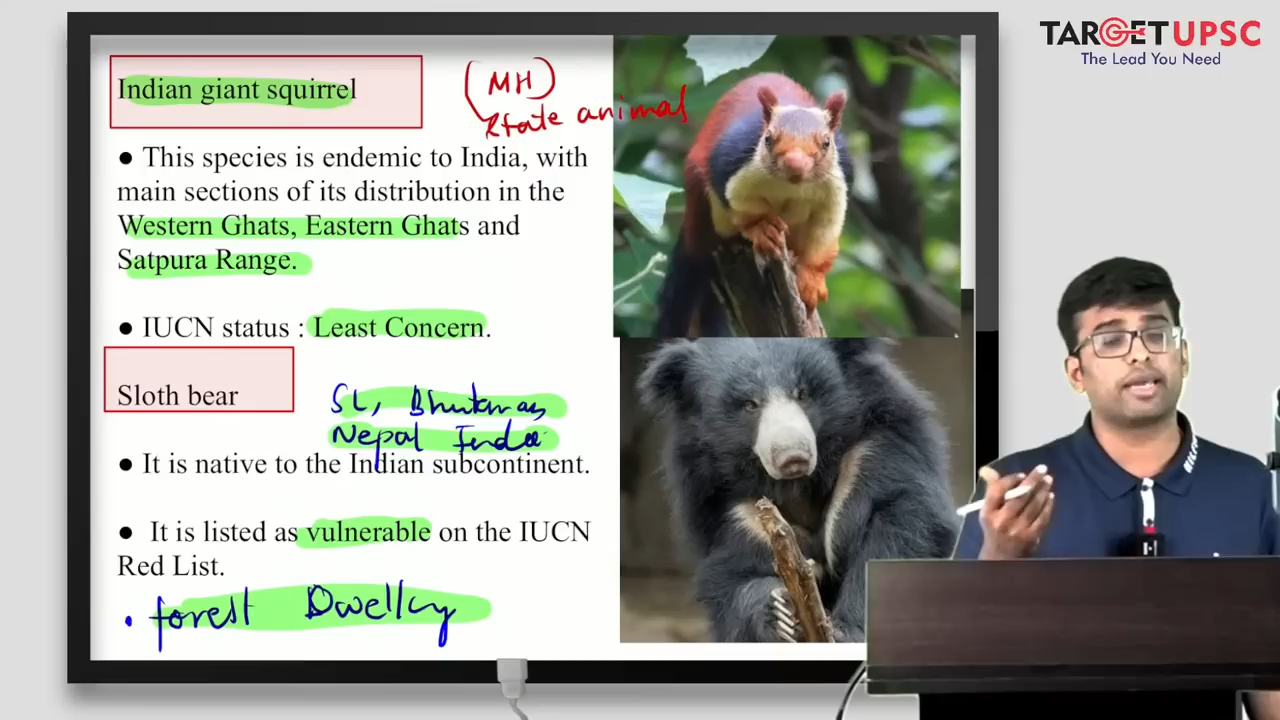 TARGET UPSC
The Lead You Need
Indian giant squirrel
(MH)
State animal
● This species is endemic to India, with
main sections of its distribution in the
Western Ghats, Eastern Ghats and
Satpura Range.
● IUCN status : Least Concern.
Sloth bear
SL, Bhutan,
Nepal India
● It is native to the Indian subcontinent.
● It is listed as vulnerable on the IUCN
Red List.
• forest Dwelling